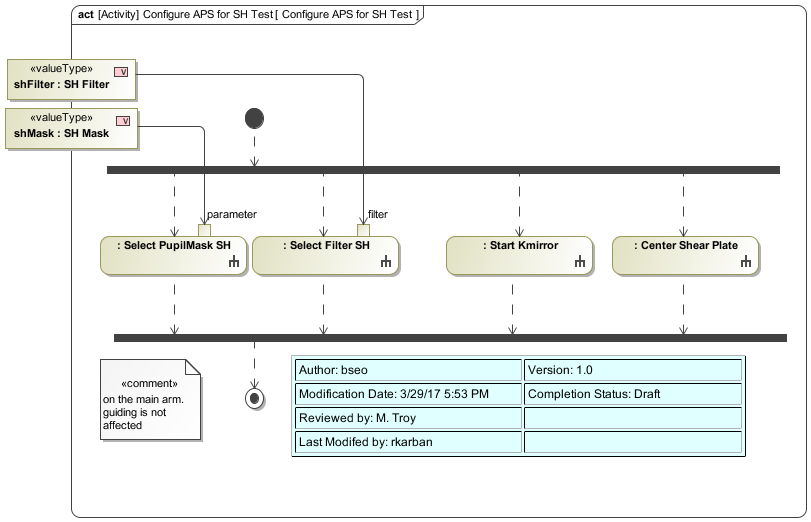 act [Activity] Configure APS for SH Test [ Configure APS for SH Test ]
«valueType»
V
shFilter : SH Filter
«valueType»
V
shMask : SH Mask
parameter
filter
: Select PupilMask SH
: Select Filter SH
: Start Kmirror
: Center Shear Plate
«comment»
on the main arm.
guiding is not
affected
Author: bseo
Version: 1.0
Modification Date: 3/29/17 5:53 PM
Completion Status: Draft
Reviewed by: M. Troy
Last Modifed by: rkarban